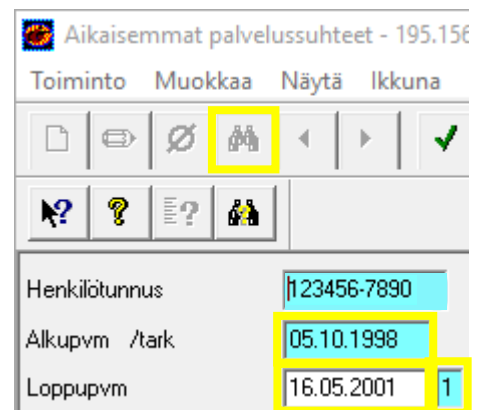 Aikaisemmat palvelussuhteet - 195.156
Toiminto Muokkaa Näytä Ikkuna
Henkilötunnus 123456-7890
Alkupvm /tark 05.10.1998
Loppupvm 16.05.2001 1